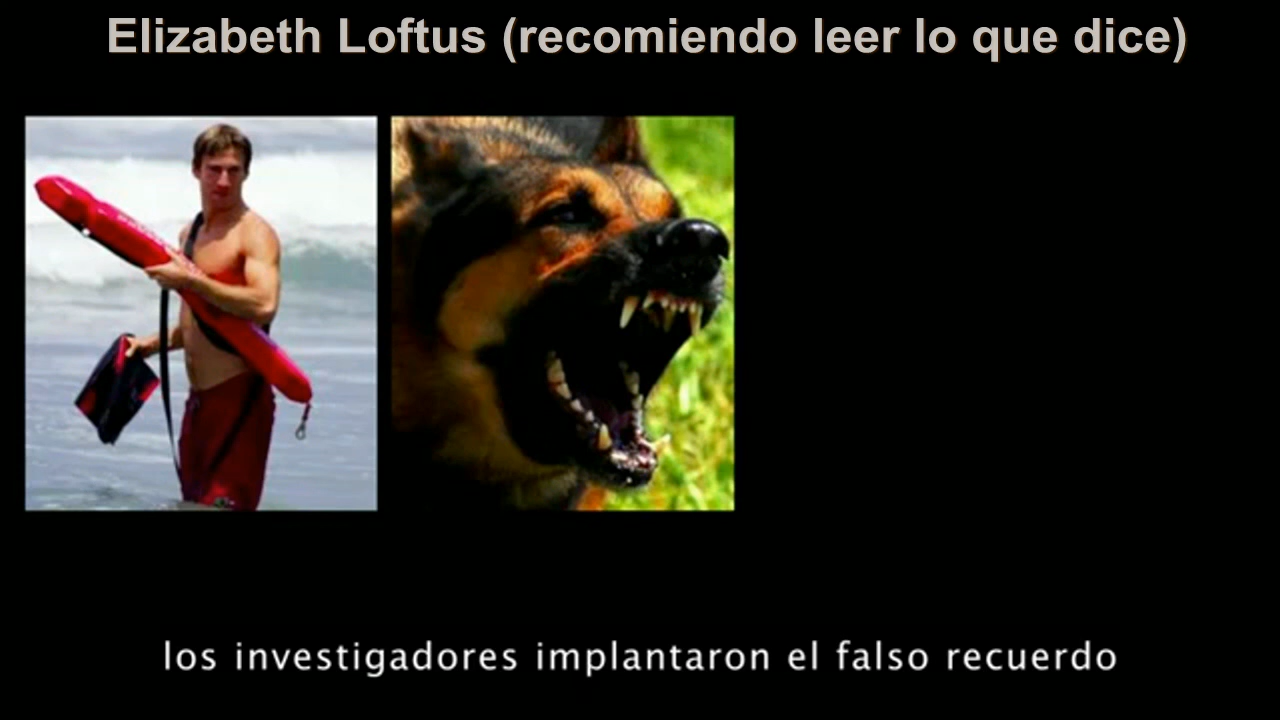 Elizabeth Loftus (recomiendo leer lo que dice)
los investigadores implantaron el falso recuerdo